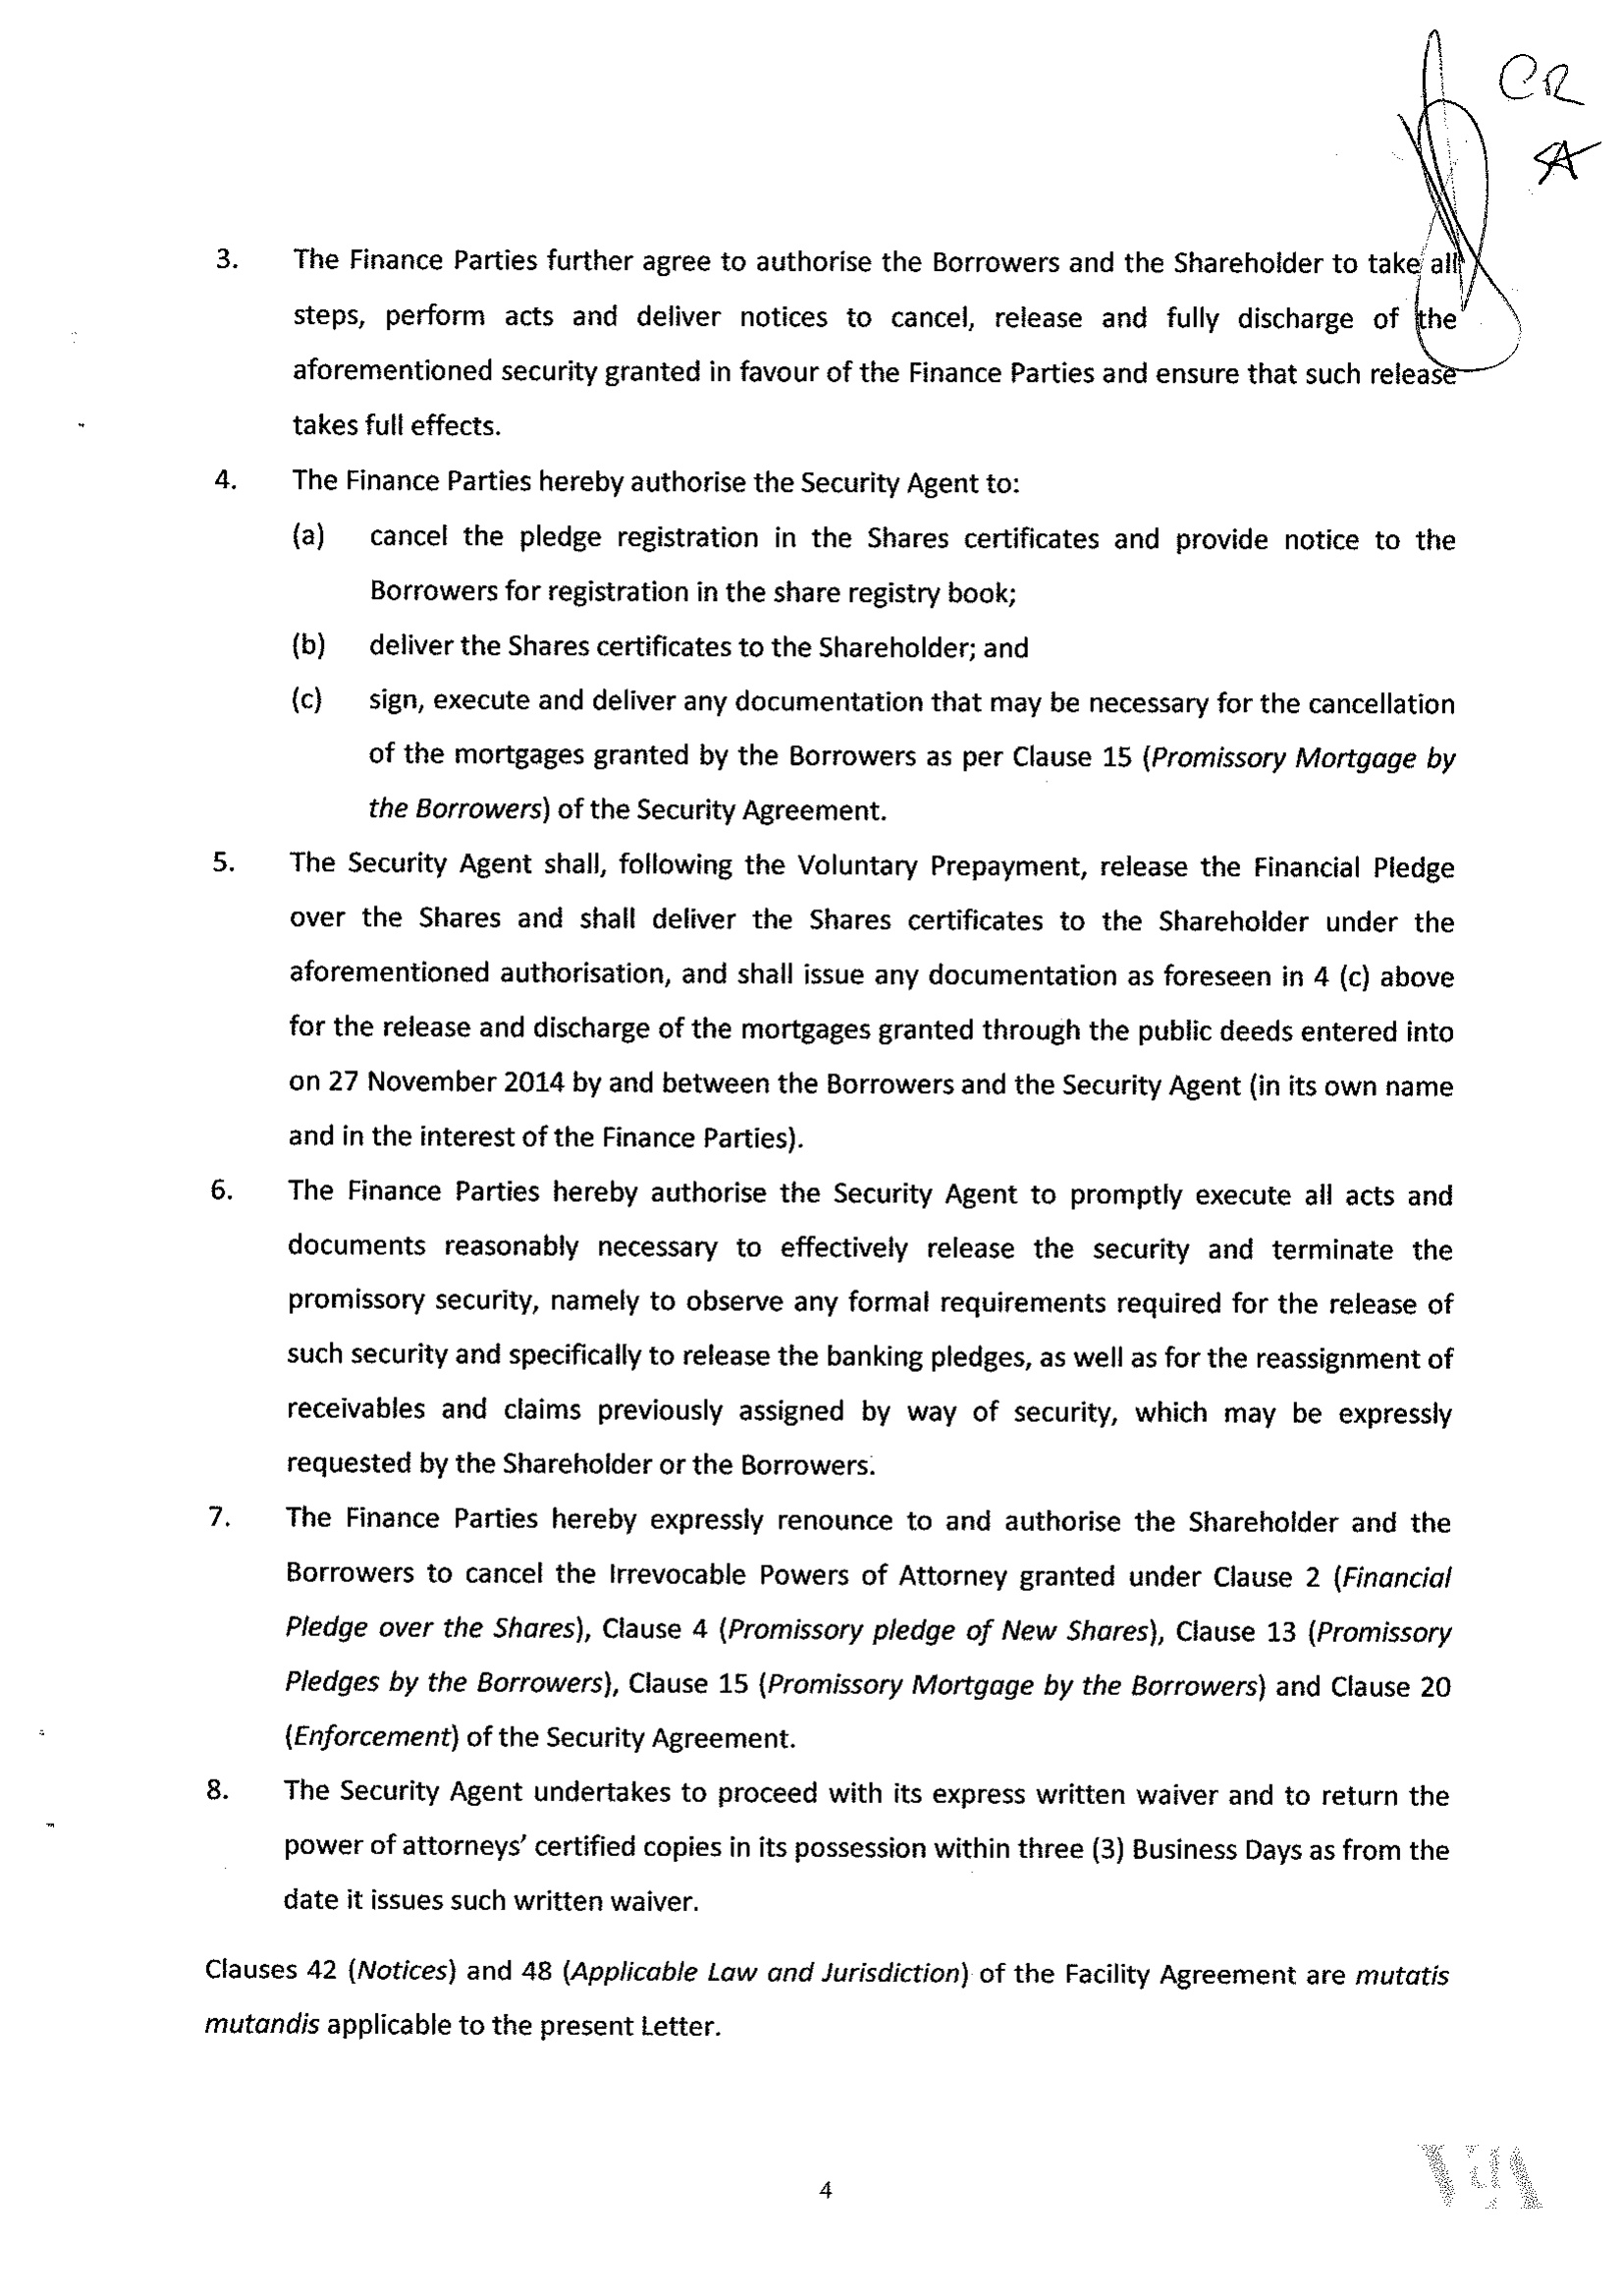 CR
3. The Finance Parties further agree to authorise the Borrowers and the Shareholder to take all
steps, perform acts and deliver notices to cancel, release and fully discharge of the
aforementioned security granted in favour of the Finance Parties and ensure that such release
takes full effects.
4. The Finance Parties hereby authorise the Security Agent to:
(a) cancel the pledge registration in the Shares certificates and provide notice to the
Borrowers for registration in the share registry book;
(b) deliver the Shares certificates to the Shareholder; and
(c) sign, execute and deliver any documentation that may be necessary for the cancellation
of the mortgages granted by the Borrowers as per Clause 15 (Promissory Mortgage by
the Borrowers) of the Security Agreement.
5. The Security Agent shall, following the Voluntary Prepayment, release the Financial Pledge
over the Shares and shall deliver the Shares certificates to the Shareholder under the
aforementioned authorisation, and shall issue any documentation as foreseen in 4 (c) above
for the release and discharge of the mortgages granted through the public deeds entered into
on 27 November 2014 by and between the Borrowers and the Security Agent (in its own name
and in the interest of the Finance Parties).
6. The Finance Parties hereby authorise the Security Agent to promptly execute all acts and
documents reasonably necessary to effectively release the security and terminate the
promissory security, namely to observe any formal requirements required for the release of
such security and specifically to release the banking pledges, as well as for the reassignment of
receivables and claims previously assigned by way of security, which may be expressly
requested by the Shareholder or the Borrowers.
7. The Finance Parties hereby expressly renounce to and authorise the Shareholder and the
Borrowers to cancel the Irrevocable Powers of Attorney granted under Clause 2 (Financial
Pledge over the Shares), Clause 4 (Promissory pledge of New Shares), Clause 13 (Promissory
Pledges by the Borrowers), Clause 15 (Promissory Mortgage by the Borrowers) and Clause 20
(Enforcement) of the Security Agreement.
8. The Security Agent undertakes to proceed with its express written waiver and to return the
power of attorneys' certified copies in its possession within three (3) Business Days as from the
date it issues such written waiver.
Clauses 42 (Notices) and 48 (Applicable Law and Jurisdiction) of the Facility Agreement are mutatis
mutandis applicable to the present Letter.
4